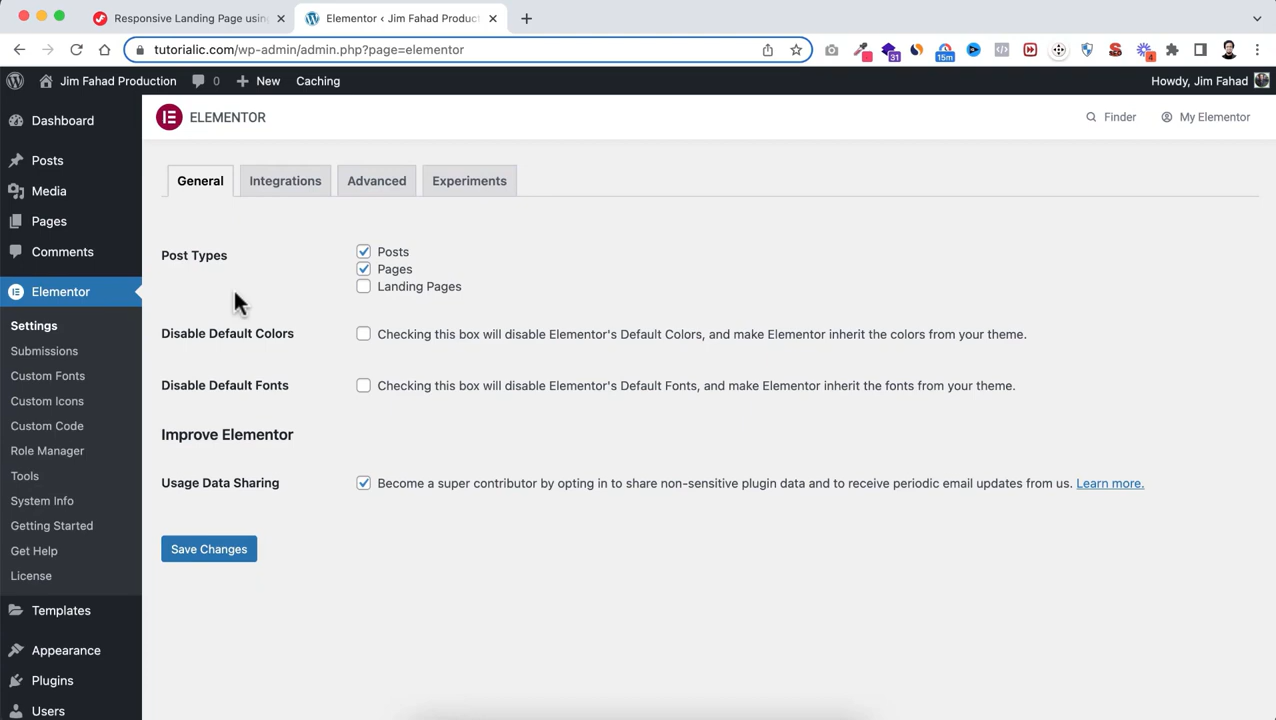 Responsive Landing Page usin
Elementor ‹ Jim Fahad Product
tutorialic.com/wp-admin/admin.php?page=elementor
31
15m
4
Jim Fahad Production
0
New
Caching
Howdy, Jim Fahad
Dashboard
Posts
Media
Pages
Comments
Elementor
Settings
Submissions
Custom Fonts
Custom Icons
Custom Code
Role Manager
Tools
System Info
Getting Started
Get Help
License
Templates
Appearance
Plugins
Users
ELEMENTOR
Finder
My Elementor
General
Integrations
Advanced
Experiments
Post Types
Posts
Pages
Landing Pages
Disable Default Colors
Checking this box will disable Elementor's Default Colors, and make Elementor inherit the colors from your theme.
Disable Default Fonts
Checking this box will disable Elementor's Default Fonts, and make Elementor inherit the fonts from your theme.
Improve Elementor
Usage Data Sharing
Become a super contributor by opting in to share non-sensitive plugin data and to receive periodic email updates from us. Learn more.
Save Changes